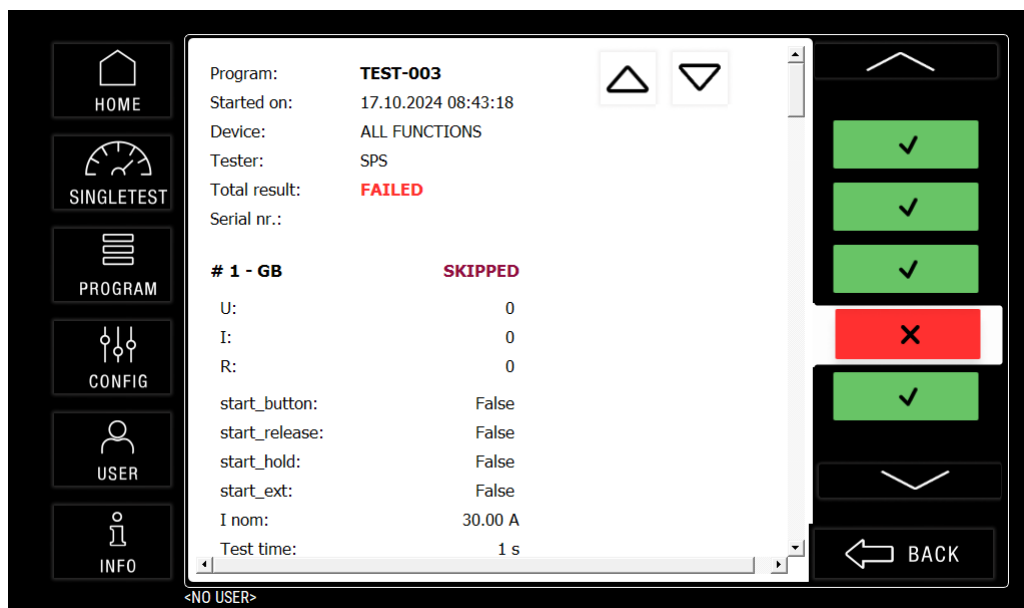 HOME
SINGLETEST
PROGRAM
CONFIG
USER
INFO
Program: TEST-003
Started on: 17.10.2024 08:43:18
Device: ALL FUNCTIONS
Tester: SPS
Total result: FAILED
Serial nr.:
# 1 - GB SKIPPED
U: 0
I: 0
R: 0
start_button: False
start_release: False
start_hold: False
start_ext: False
I nom: 30.00 A
Test time: 1 s
BACK
<NO USER>